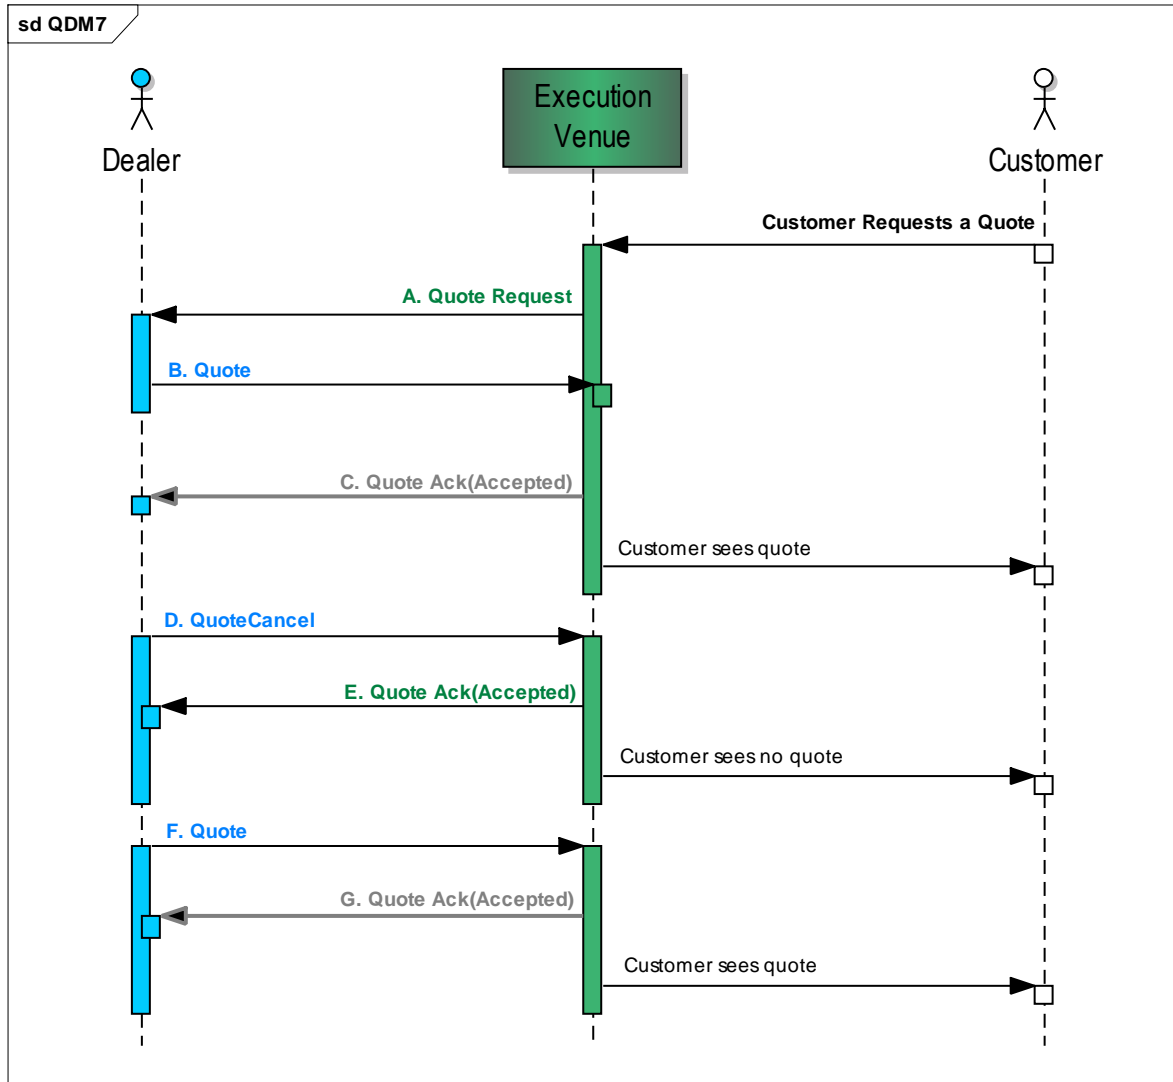 sd QDM7
Execution
Venue
Dealer
Customer
Customer Requests a Quote
A. Quote Request
B. Quote
C. Quote Ack(Accepted)
Customer sees quote
D. QuoteCancel
E. Quote Ack(Accepted)
Customer sees no quote
F. Quote
G. Quote Ack(Accepted)
Customer sees quote